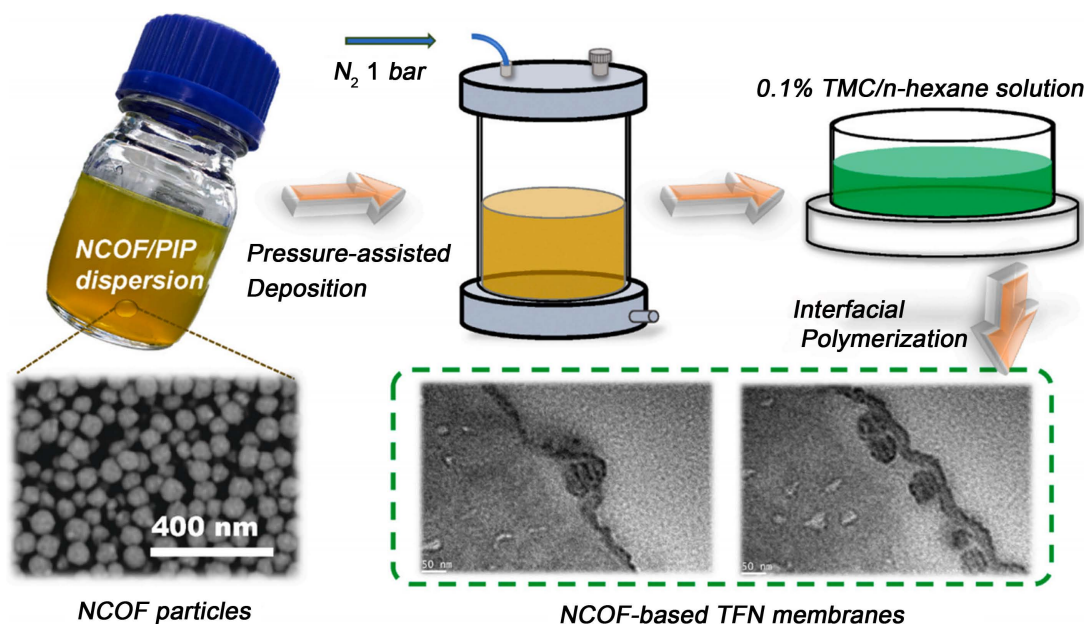 N2 1 bar
0.1% TMC/n-hexane solution
NCOF/PIP
dispersion
Pressure-assisted
Deposition
Interfacial
Polymerization
400 nm
50 nm
50 nm
NCOF particles
NCOF-based TFN membranes